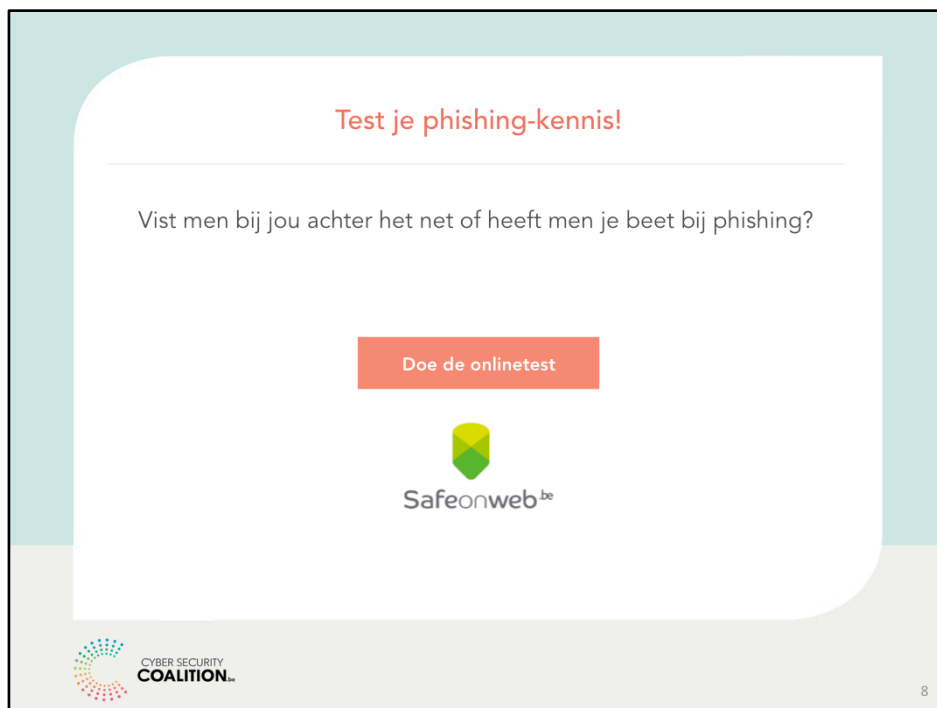 Test je phishing-kennis!
Vist men bij jou achter het net of heeft men je beet bij phishing?
Doe de onlinetest
Safeonweb.be
CYBER SECURITY
COALITION.be
8